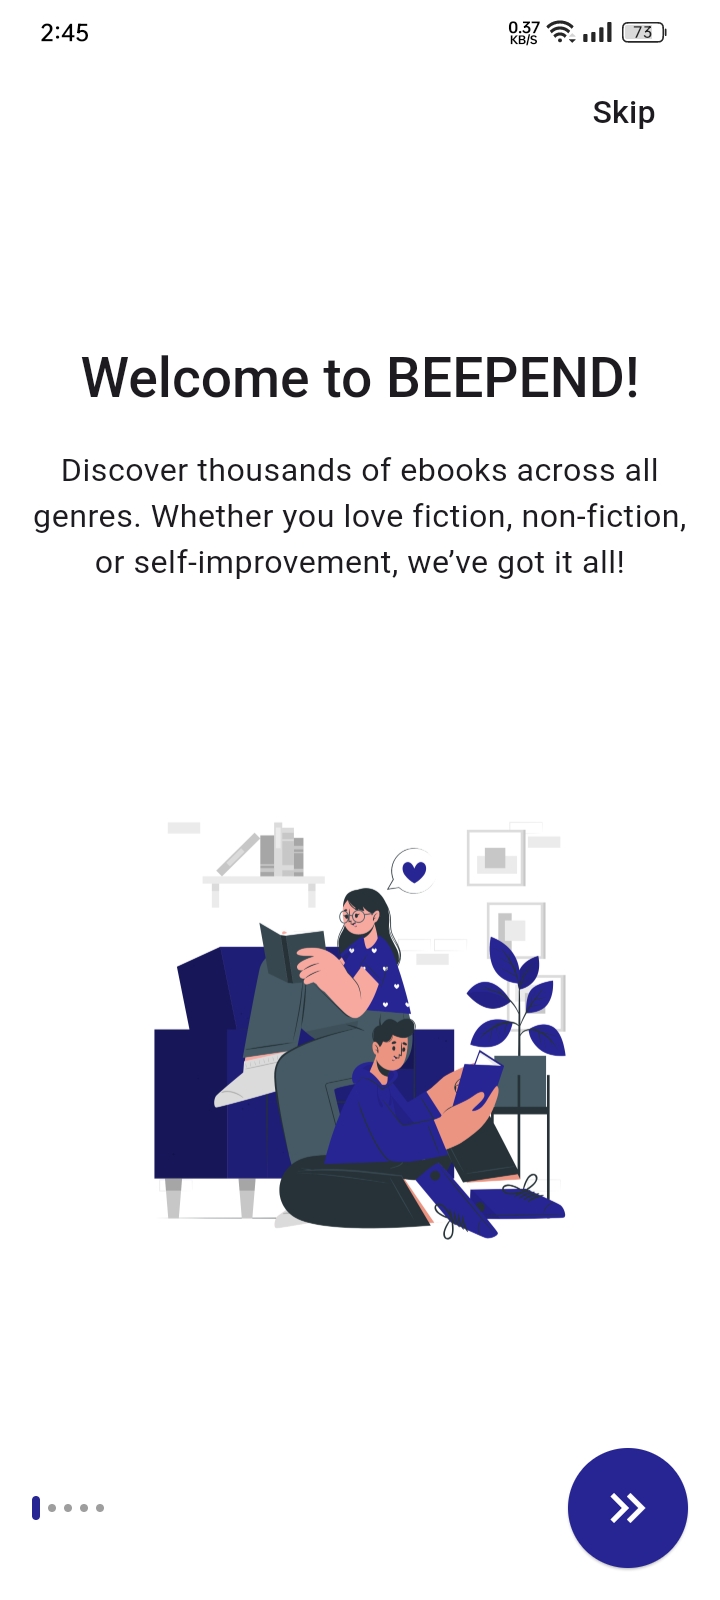 2:45
0.37
KB/S
73
Skip
Welcome to BEEPEND!
Discover thousands of ebooks across all
genres. Whether you love fiction, non-fiction,
or self-improvement, we’ve got it all!